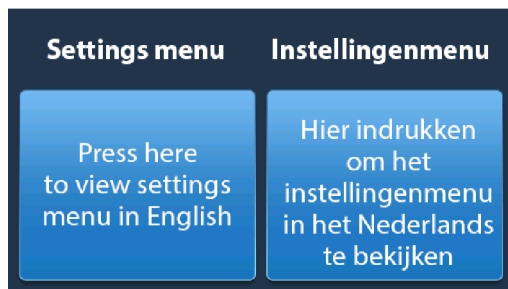 Settings menu
Instellingenmenu
Press here
to view settings
menu in English
Hier indrukken
om het
instellingenmenu
in het Nederlands
te bekijken